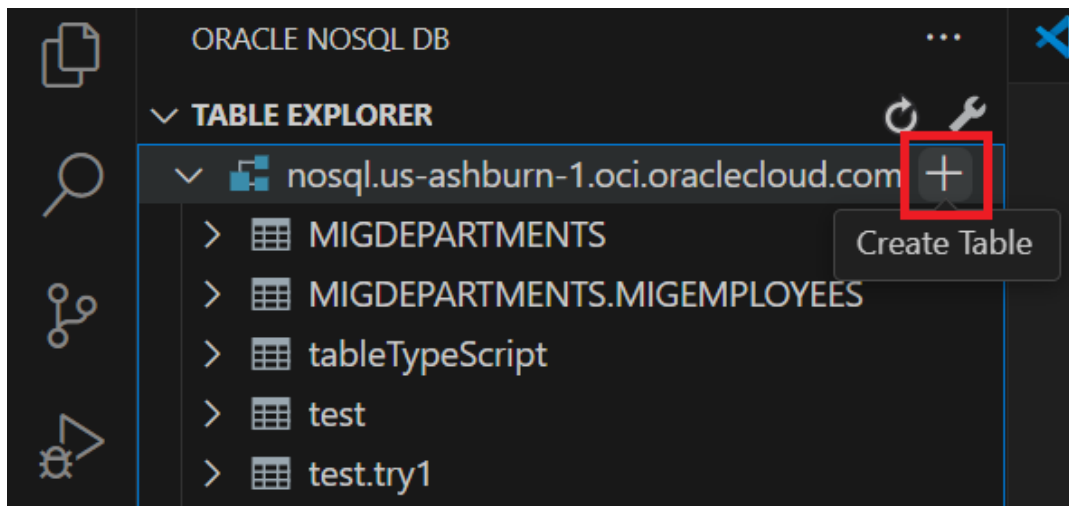 ORACLE NOSQL DB
TABLE EXPLORER
nosql.us-ashburn-1.oci.oraclecloud.com
MIGDEPARTMENTS
Create Table
MIGDEPARTMENTS.MIGEMPLOYEES
tableTypeScript
test
test.try1